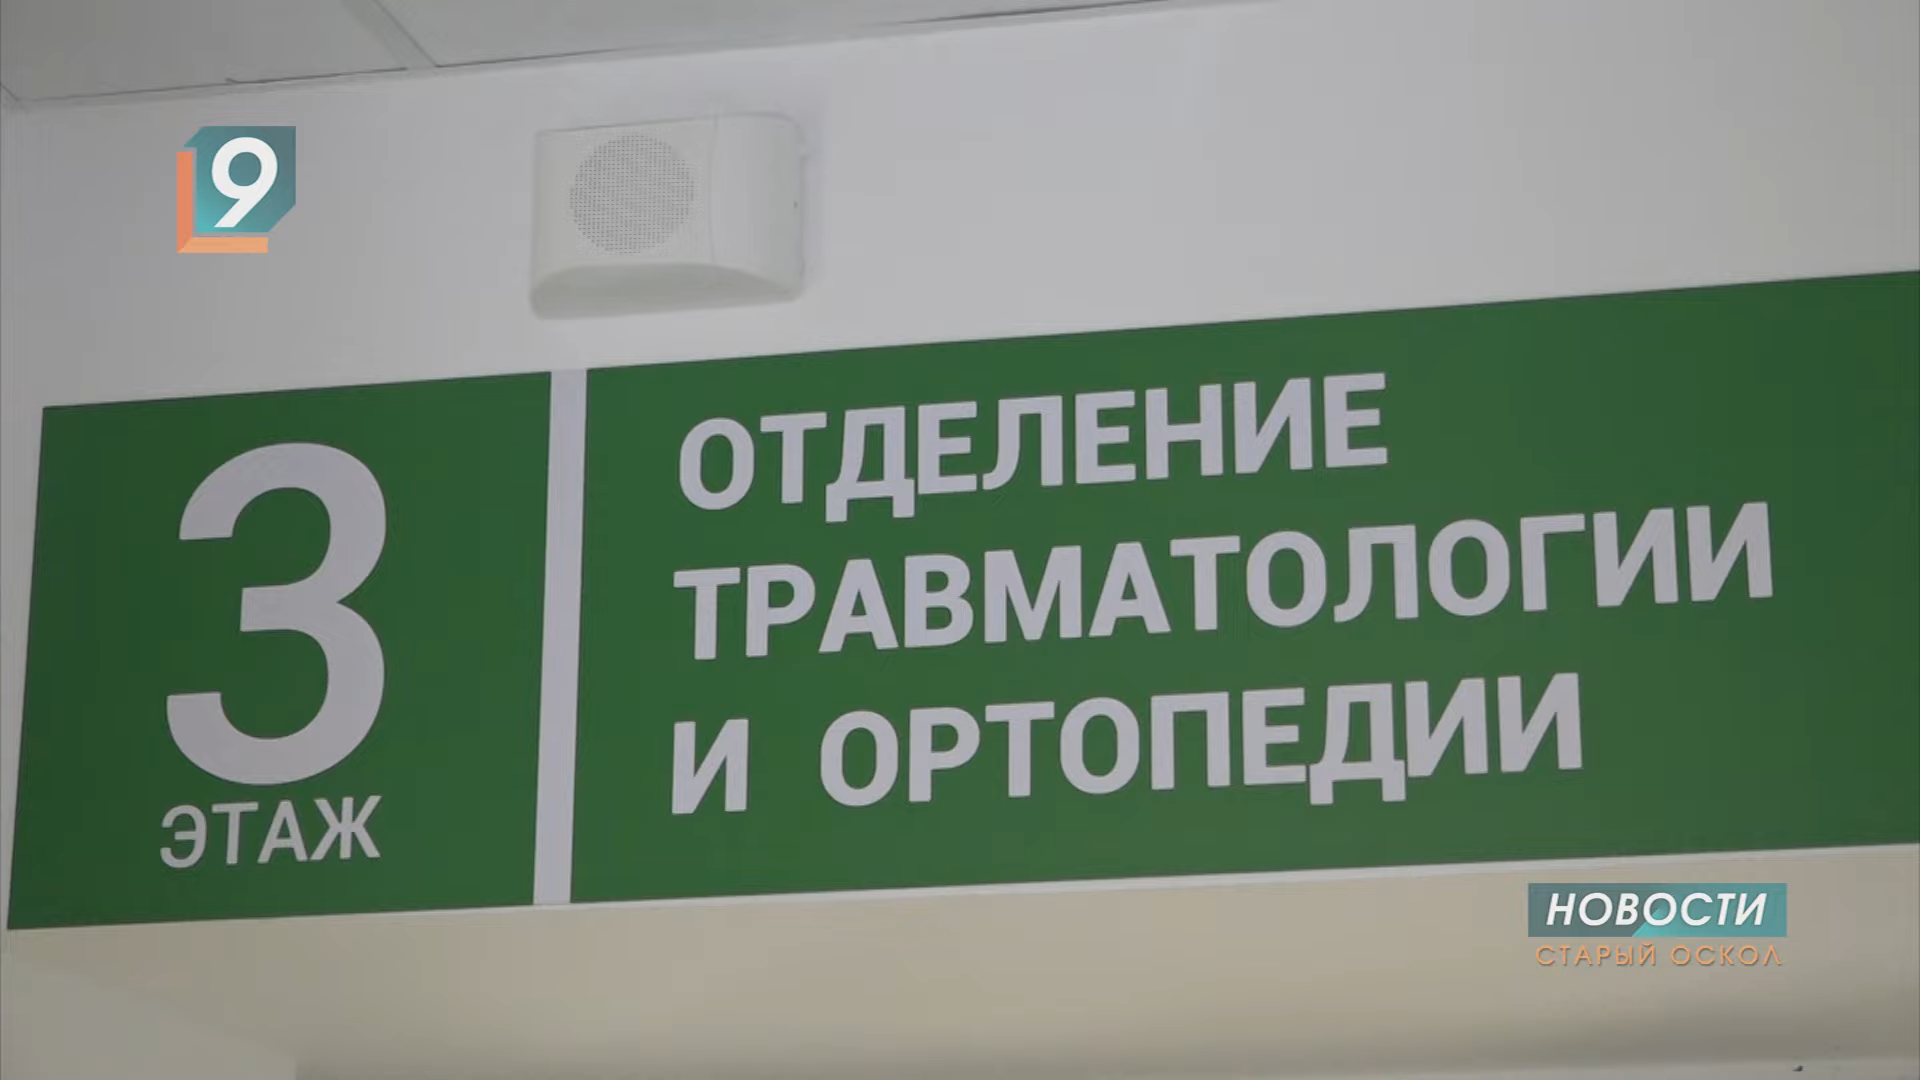 9
3
ЭТАЖ
ОТДЕЛЕНИЕ
ТРАВМАТОЛОГИИ
И ОРТОПЕДИИ
НОВОСТИ
СТАРЫЙ ОСКОЛ